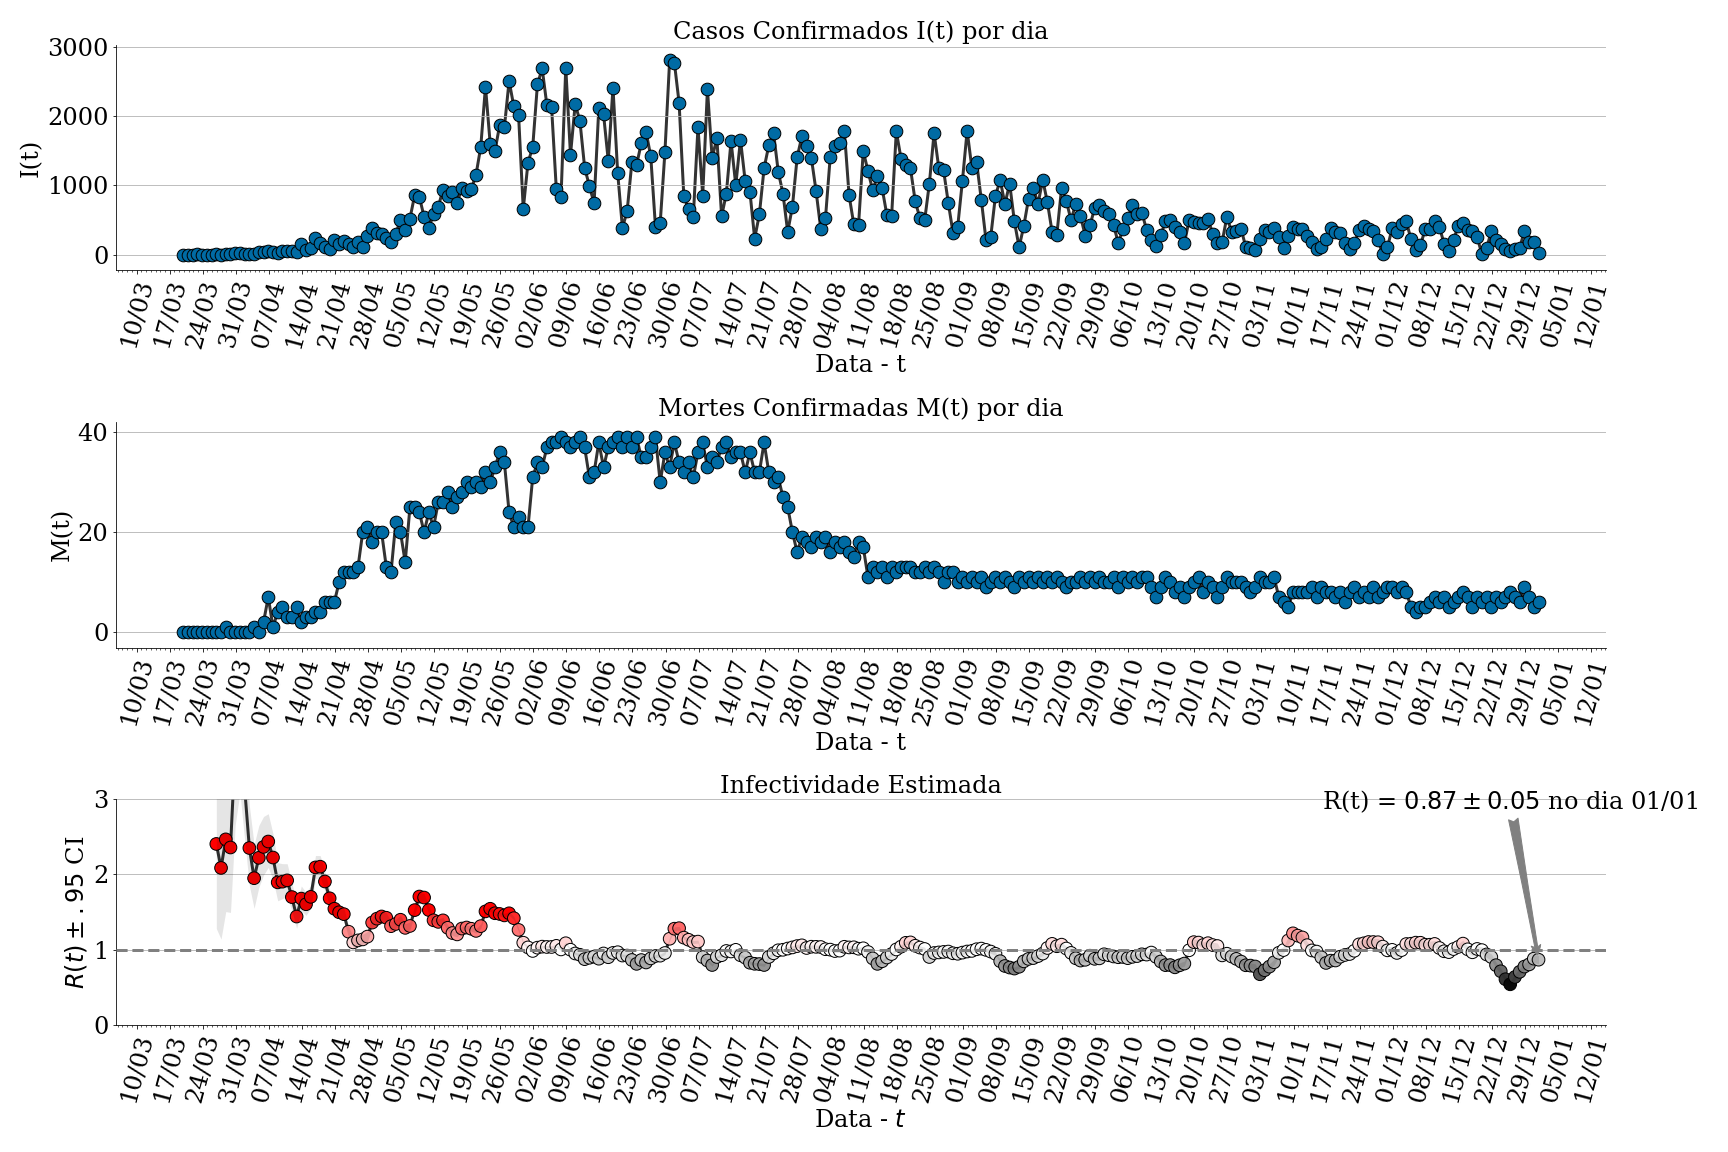 Casos Confirmados I(t) por dia
3000
2000
1000
0
I(t)
10/03 17/03 24/03 31/03 07/04 14/04 21/04 28/04 05/05 12/05 19/05 26/05 02/06 09/06 16/06 23/06 30/06 07/07 14/07 21/07 28/07 04/08 11/08 18/08 25/08 01/09 08/09 15/09 22/09 29/09 06/10 13/10 20/10 27/10 03/11 10/11 17/11 24/11 01/12 08/12 15/12 22/12 29/12 05/01 12/01
Data - t
Mortes Confirmadas M(t) por dia
40
20
0
M(t)
10/03 17/03 24/03 31/03 07/04 14/04 21/04 28/04 05/05 12/05 19/05 26/05 02/06 09/06 16/06 23/06 30/06 07/07 14/07 21/07 28/07 04/08 11/08 18/08 25/08 01/09 08/09 15/09 22/09 29/09 06/10 13/10 20/10 27/10 03/11 10/11 17/11 24/11 01/12 08/12 15/12 22/12 29/12 05/01 12/01
Data - t
Infectividade Estimada
R(t) = 0.87 ± 0.05 no dia 01/01
3
2
1
0
R(t) ± .95 CI
10/03 17/03 24/03 31/03 07/04 14/04 21/04 28/04 05/05 12/05 19/05 26/05 02/06 09/06 16/06 23/06 30/06 07/07 14/07 21/07 28/07 04/08 11/08 18/08 25/08 01/09 08/09 15/09 22/09 29/09 06/10 13/10 20/10 27/10 03/11 10/11 17/11 24/11 01/12 08/12 15/12 22/12 29/12 05/01 12/01
Data - t